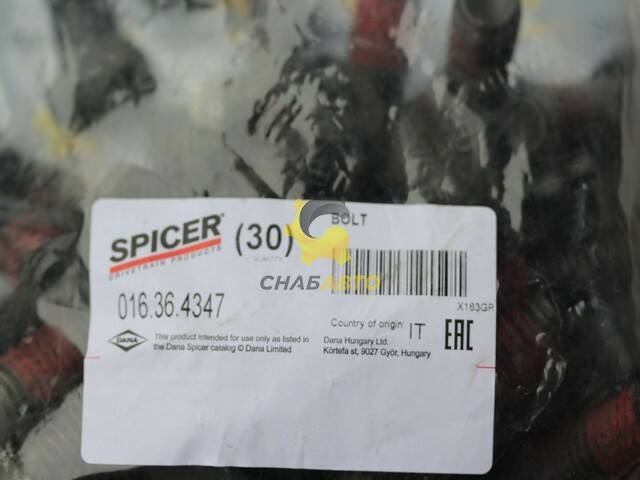 SPICER®
DRIVETRAIN PRODUCTS
(30)
QUANTITY
BOLT
СНАБАВТО
016.36.4347
X163GR
Country of origin: IT
EAC
DANA
This product intended for use only as listed in
the Dana Spicer catalog © Dana Limited
Dana Hungary Ltd.
Körtefa st, 9027 Győr, Hungary